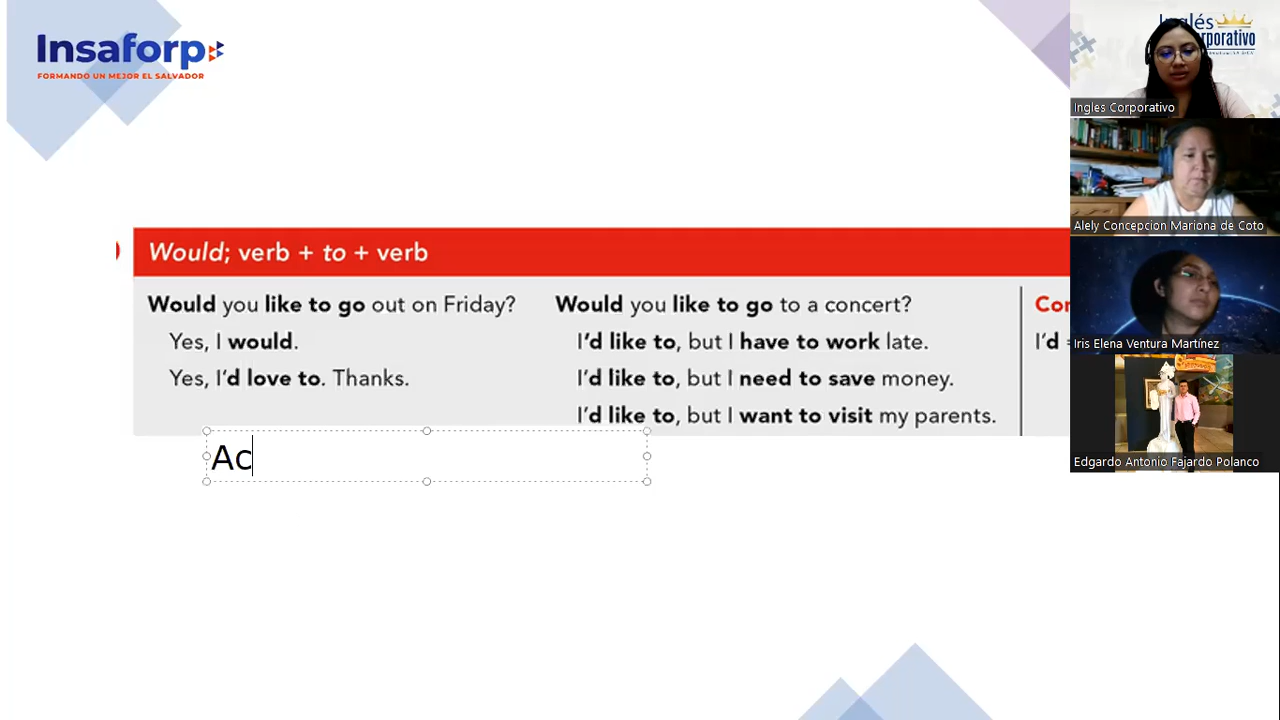 Insaforp
FORMANDO UN MEJOR EL SALVADOR
Would; verb + to + verb
Would you like to go out on Friday?
Yes, I would.
Yes, I'd love to. Thanks.
Would you like to go to a concert?
I'd like to, but I have to work late.
I'd like to, but I need to save money.
I'd like to, but I want to visit my parents.
Con
I'd =
Ac
Inglés
Corporativo
Ingles Corporativo
Alely Concepcion Mariona de Coto
Iris Elena Ventura Martínez
Edgardo Antonio Fajardo Polanco